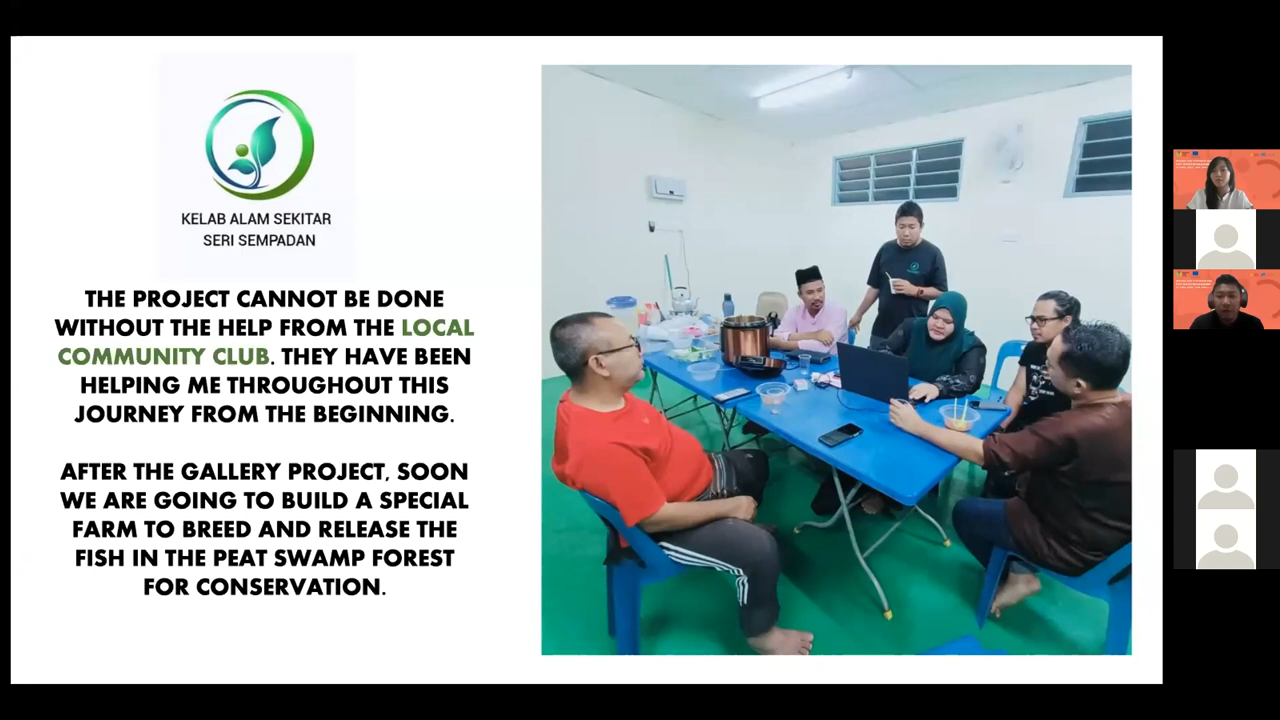 KELAB ALAM SEKITAR
SERI SEMPADAN
THE PROJECT CANNOT BE DONE
WITHOUT THE HELP FROM THE LOCAL
COMMUNITY CLUB. THEY HAVE BEEN
HELPING ME THROUGHOUT THIS
JOURNEY FROM THE BEGINNING.
AFTER THE GALLERY PROJECT, SOON
WE ARE GOING TO BUILD A SPECIAL
FARM TO BREED AND RELEASE THE
FISH IN THE PEAT SWAMP FOREST
FOR CONSERVATION.